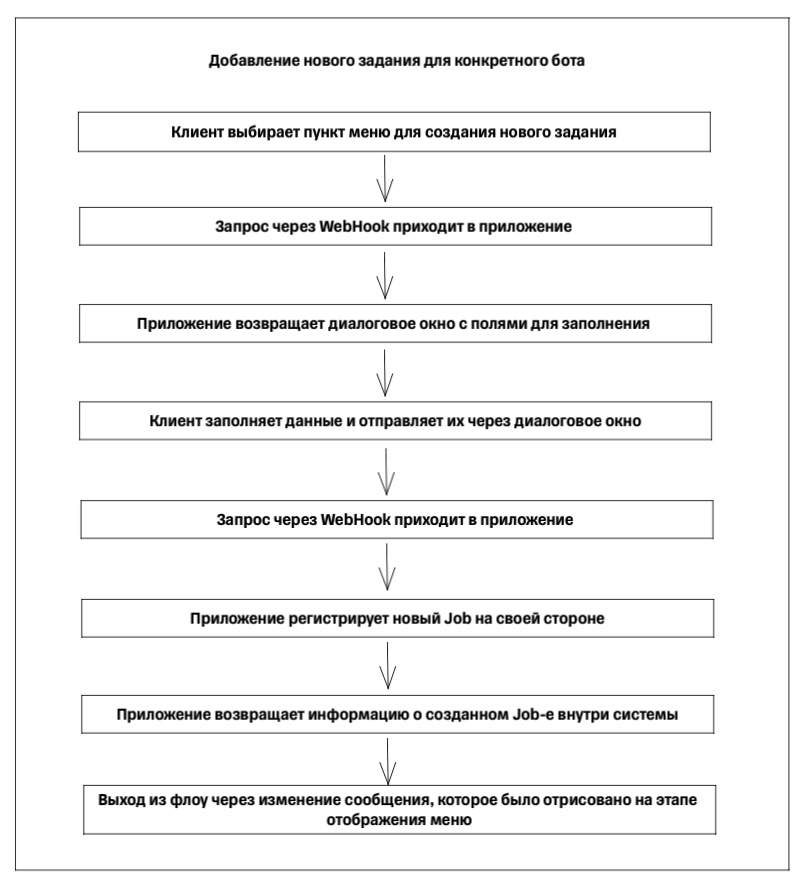 Добавление нового задания для конкретного бота
Клиент выбирает пункт меню для создания нового задания
Запрос через WebHook приходит в приложение
Приложение возвращает диалоговое окно с полями для заполнения
Клиент заполняет данные и отправляет их через диалоговое окно
Запрос через WebHook приходит в приложение
Приложение регистрирует новый Job на своей стороне
Приложение возвращает информацию о созданном Job-е внутри системы
Выход из флоу через изменение сообщения, которое было отрисовано на этапе
отображения меню